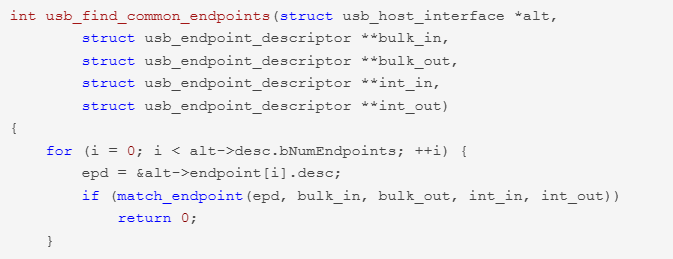 int usb_find_common_endpoints(struct usb_host_interface *alt,
        struct usb_endpoint_descriptor **bulk_in,
        struct usb_endpoint_descriptor **bulk_out,
        struct usb_endpoint_descriptor **int_in,
        struct usb_endpoint_descriptor **int_out)
{
    for (i = 0; i < alt->desc.bNumEndpoints; ++i) {
        epd = &alt->endpoint[i].desc;
        if (match_endpoint(epd, bulk_in, bulk_out, int_in, int_out))
            return 0;
    }